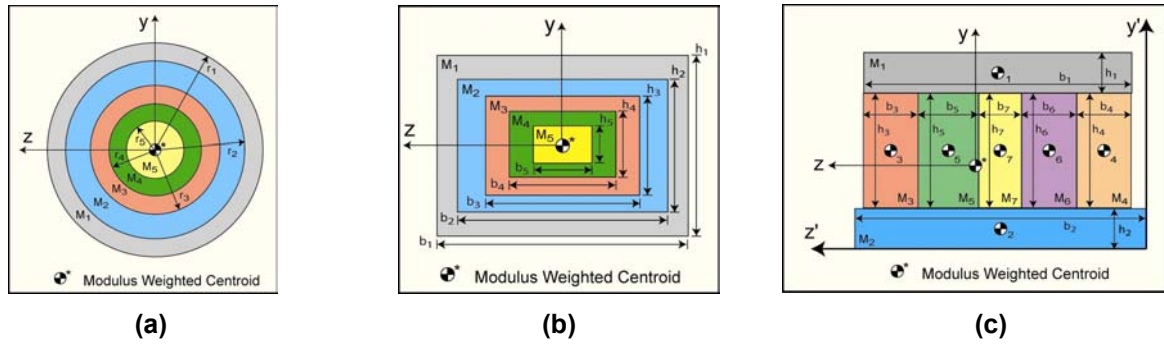 y
z
r₁
r₂
r₃
r₄
r₅
M₅
M₄
M₃
M₂
M₁
* Modulus Weighted Centroid
(a)
y
z
M₁
M₂
M₃
M₄
M₅
h₁
h₂
h₃
h₄
h₅
b₅
b₄
b₃
b₂
b₁
* Modulus Weighted Centroid
(b)
y y'
M₁ 1 b₁ h₁
b₃ b₅ b₇ b₆ b₄
h₃ h₅ h₇ h₆ h₄
3 5 7 6 4
z *
M₃ M₅ M₇ M₆ M₄
z' M₂ 2 b₂ h₂
* Modulus Weighted Centroid
(c)